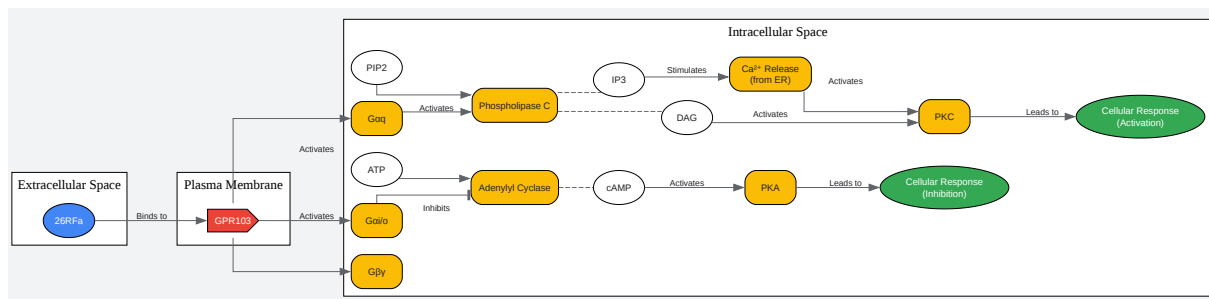 Intracellular Space
PIP2
Gαq
Activates
Phospholipase C
IP3
Stimulates
Ca²⁺ Release
(from ER)
Activates
DAG
Activates
PKC
Leads to
Cellular Response
(Activation)
Activates
ATP
Adenylyl Cyclase
cAMP
Activates
PKA
Leads to
Cellular Response
(Inhibition)
Extracellular Space
26RFa
Binds to
Plasma Membrane
GPR103
Activates
Gαi/o
Inhibits
Gβγ